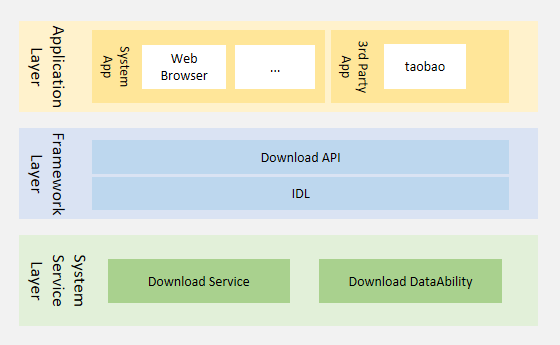 Application
Layer
System
App
Web
Browser
...
3rd Party
App
taobao
Framework
Layer
Download API
IDL
System
Service
Layer
Download Service
Download DataAbility